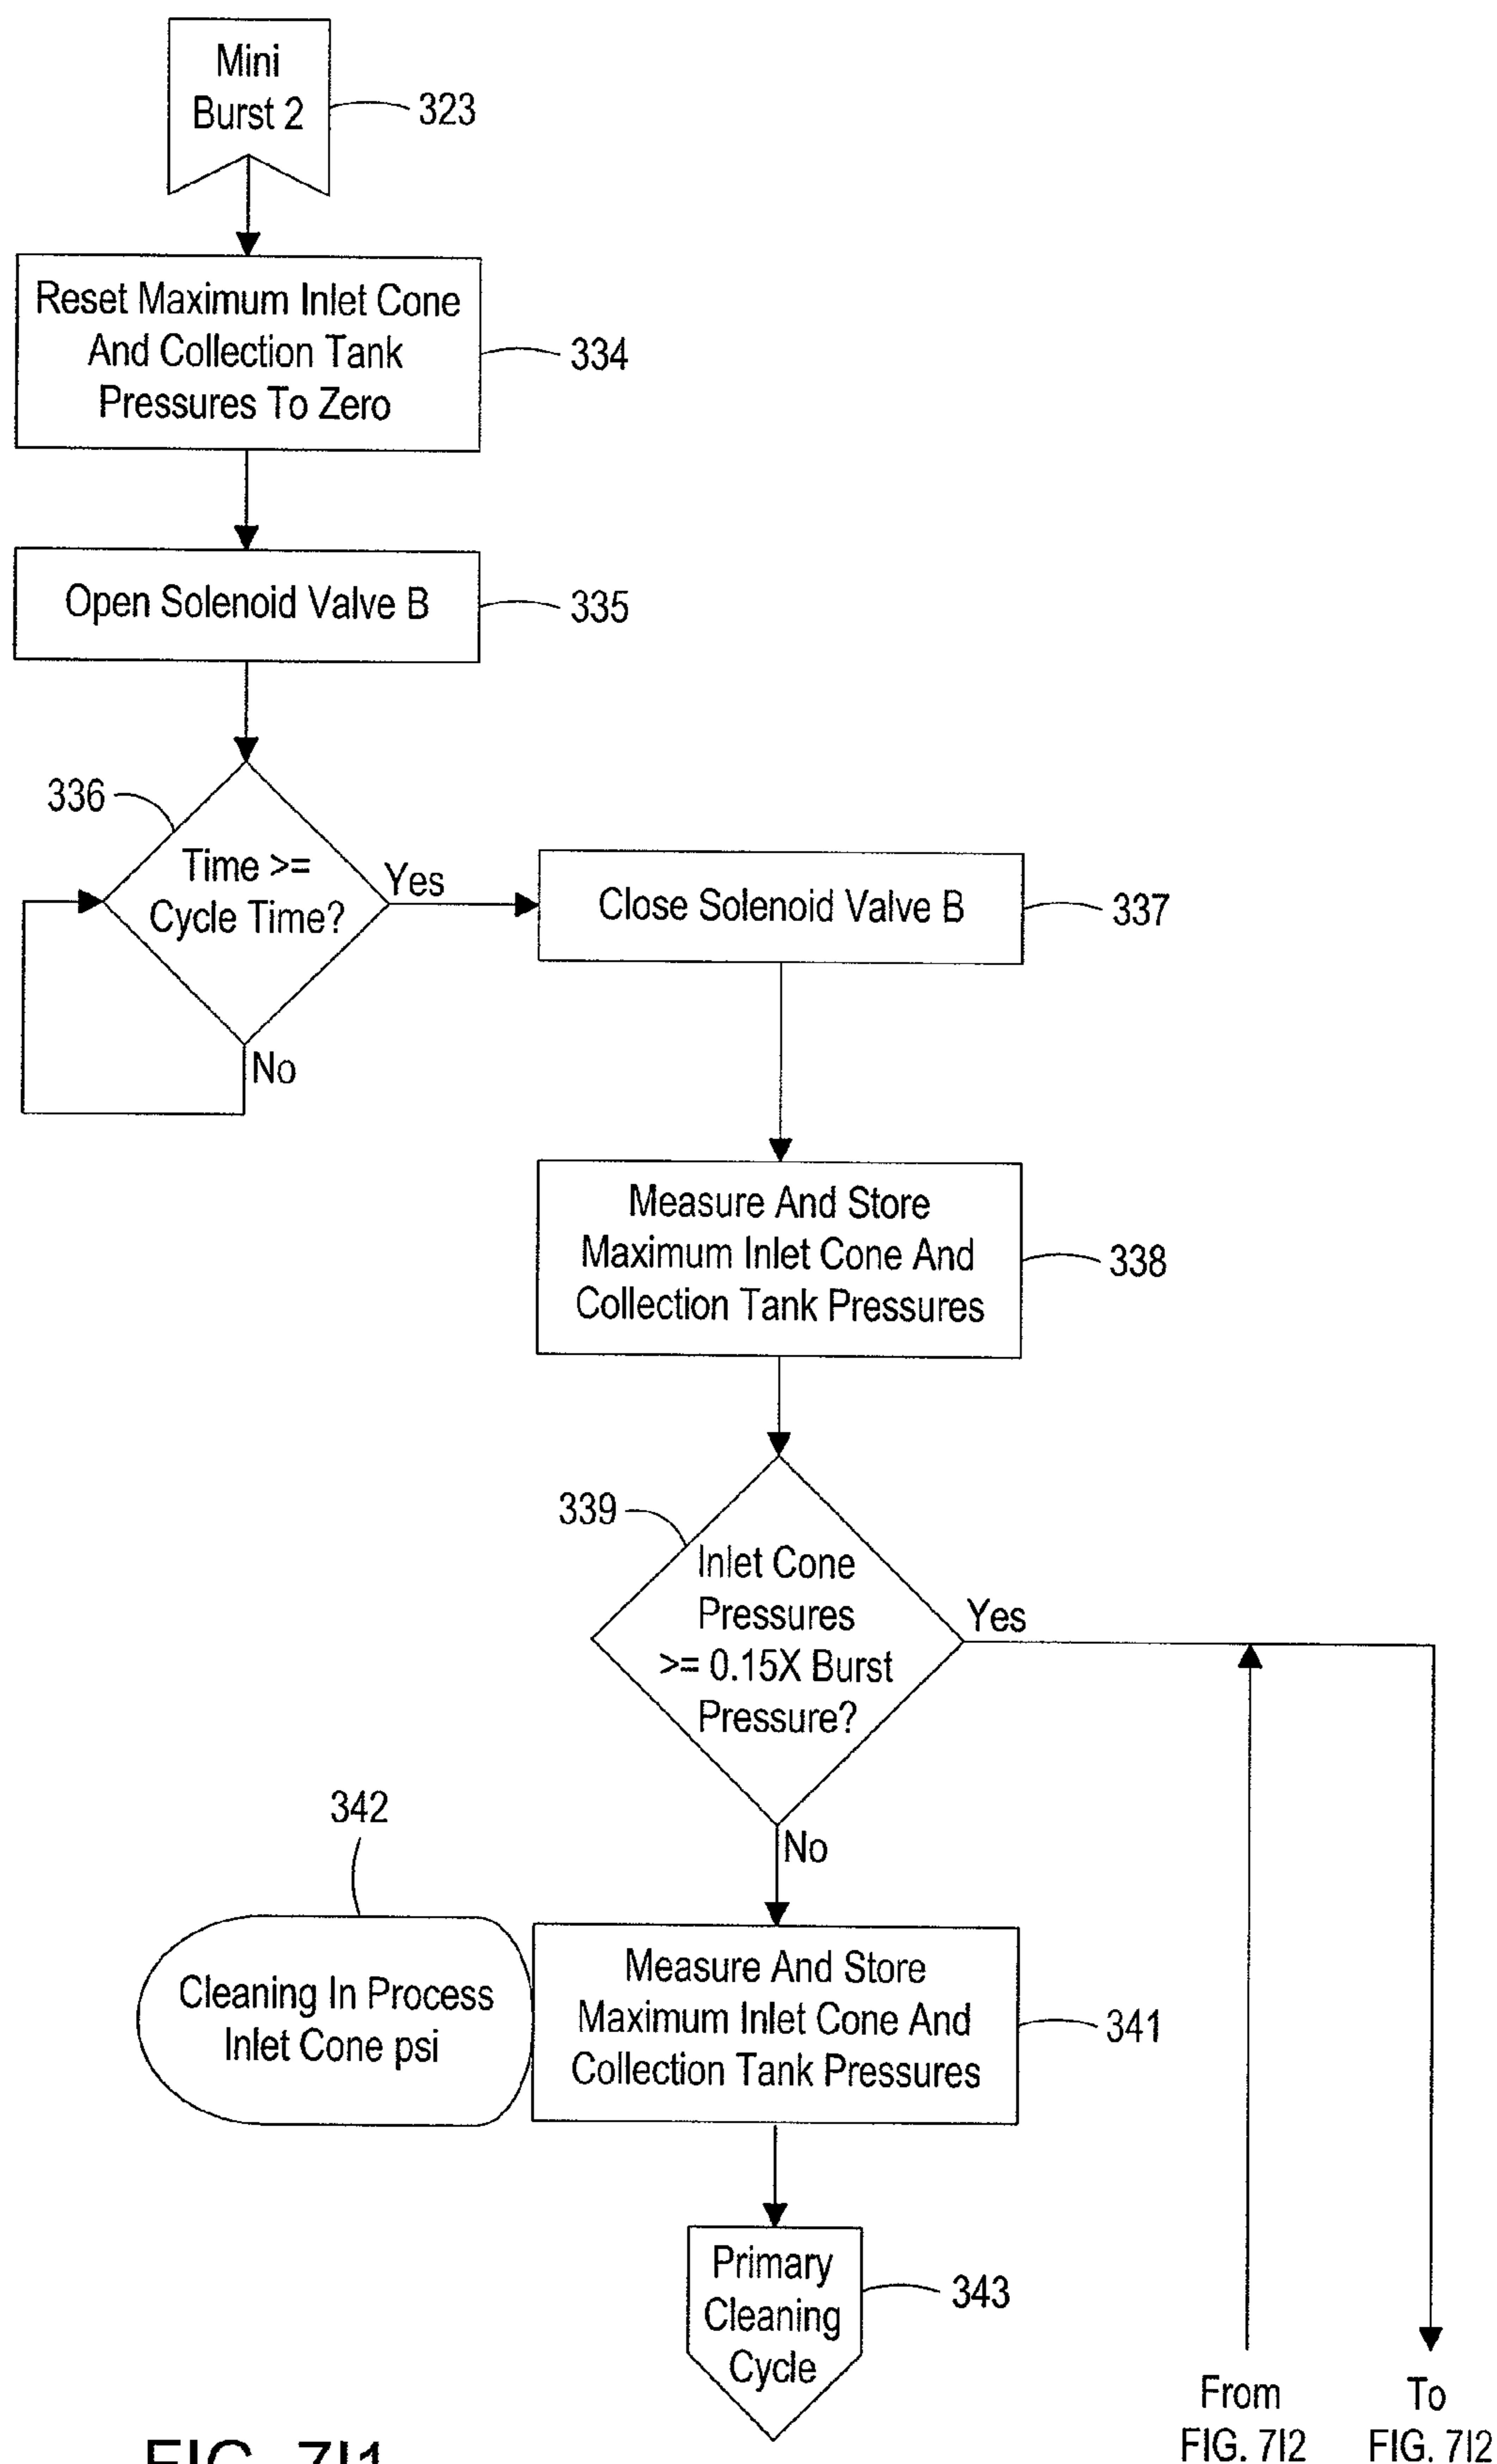 Mini
Burst 2
323
Reset Maximum Inlet Cone
And Collection Tank
Pressures To Zero
334
Open Solenoid Valve B
335
336
Time >=
Cycle Time?
Yes
No
Close Solenoid Valve B
337
Measure And Store
Maximum Inlet Cone And
Collection Tank Pressures
338
339
Inlet Cone
Pressures
>= 0.15X Burst
Pressure?
Yes
No
342
Cleaning In Process
Inlet Cone psi
Measure And Store
Maximum Inlet Cone And
Collection Tank Pressures
341
Primary
Cleaning
Cycle
343
From
FIG. 7I2
To
FIG. 7I2
FIG. 7I1